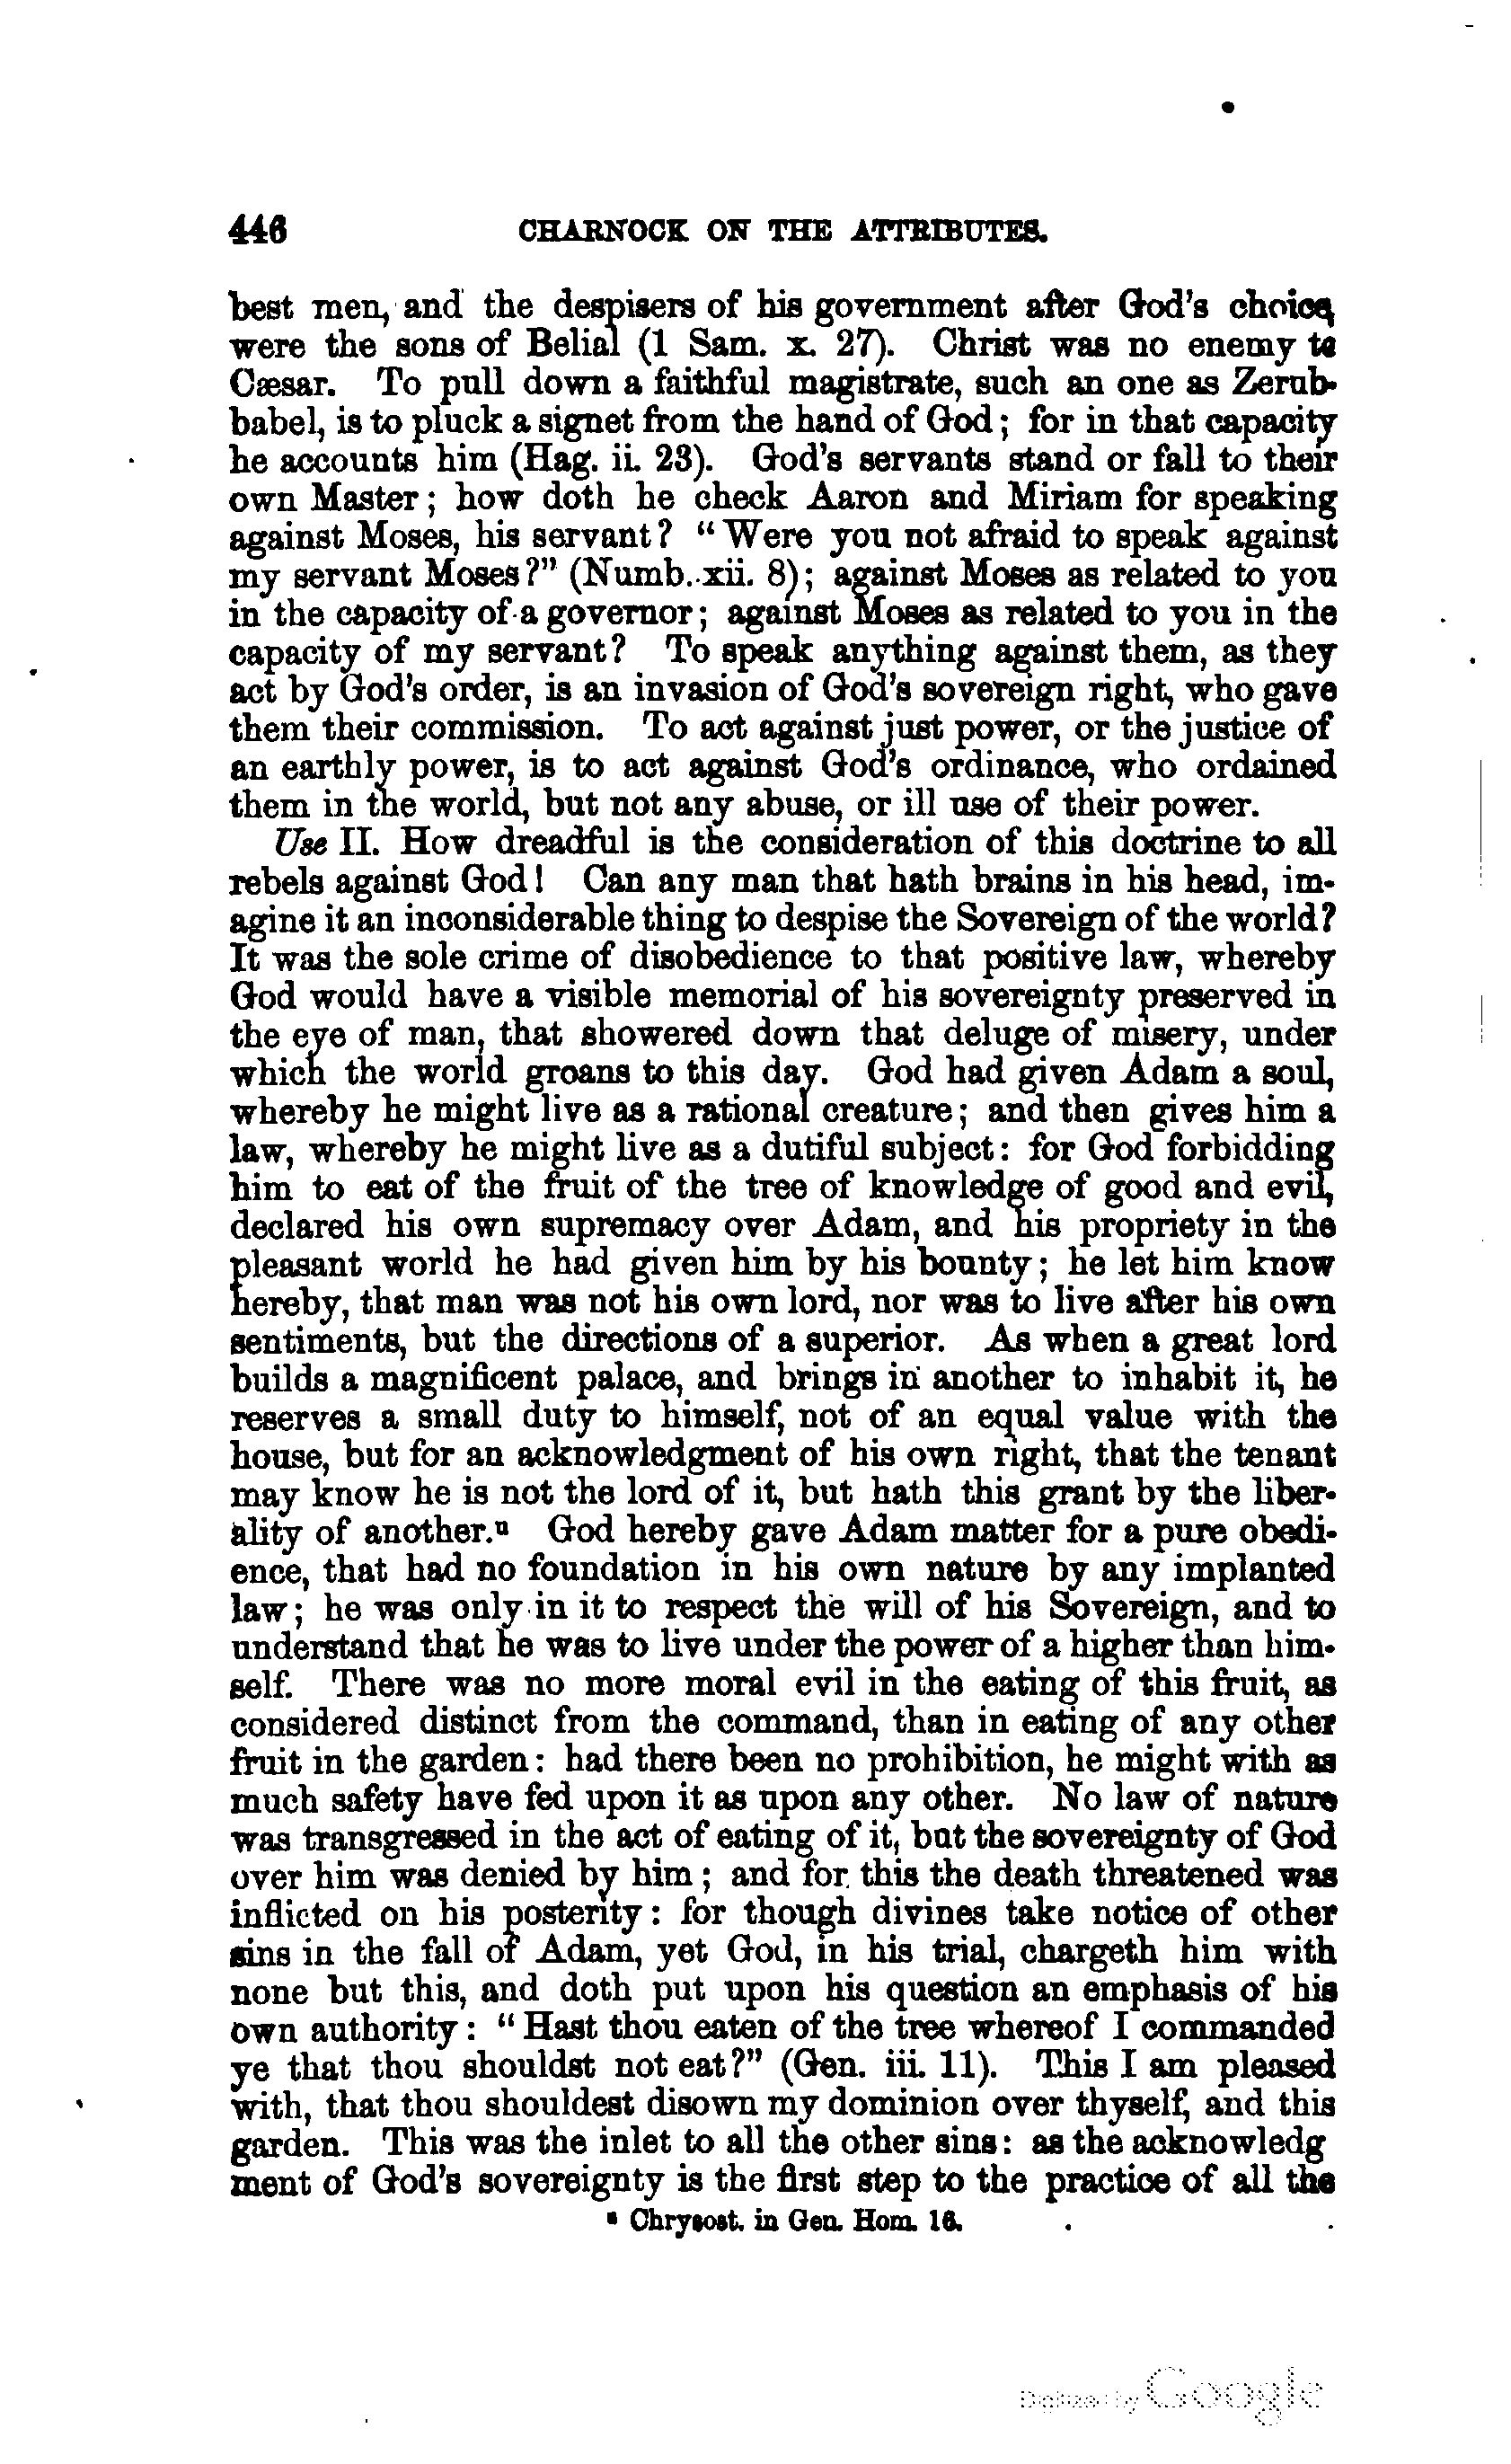 446 CHARNOCK ON THE ATTRIBUTES.
best men, and the despisers of his government after God's choice,
were the sons of Belial (1 Sam. x. 27). Christ was no enemy to
Cæsar. To pull down a faithful magistrate, such an one as Zerub-
babel, is to pluck a signet from the hand of God; for in that capacity
he accounts him (Hag. ii. 23). God's servants stand or fall to their
own Master; how doth he check Aaron and Miriam for speaking
against Moses, his servant? "Were you not afraid to speak against
my servant Moses?" (Numb. xii. 8); against Moses as related to you
in the capacity of a governor; against Moses as related to you in the
capacity of my servant? To speak anything against them, as they
act by God's order, is an invasion of God's sovereign right, who gave
them their commission. To act against just power, or the justice of
an earthly power, is to act against God's ordinance, who ordained
them in the world, but not any abuse, or ill use of their power.
Use II. How dreadful is the consideration of this doctrine to all
rebels against God! Can any man that hath brains in his head, im-
agine it an inconsiderable thing to despise the Sovereign of the world?
It was the sole crime of disobedience to that positive law, whereby
God would have a visible memorial of his sovereignty preserved in
the eye of man, that showered down that deluge of misery, under
which the world groans to this day. God had given Adam a soul,
whereby he might live as a rational creature; and then gives him a
law, whereby he might live as a dutiful subject: for God forbidding
him to eat of the fruit of the tree of knowledge of good and evil,
declared his own supremacy over Adam, and his propriety in the
pleasant world he had given him by his bounty; he let him know
hereby, that man was not his own lord, nor was to live after his own
sentiments, but the directions of a superior. As when a great lord
builds a magnificent palace, and brings in another to inhabit it, he
reserves a small duty to himself, not of an equal value with the
house, but for an acknowledgment of his own right, that the tenant
may know he is not the lord of it, but hath this grant by the liber-
ality of another.ⁿ God hereby gave Adam matter for a pure obedi-
ence, that had no foundation in his own nature by any implanted
law; he was only in it to respect the will of his Sovereign, and to
understand that he was to live under the power of a higher than him-
self. There was no more moral evil in the eating of this fruit, as
considered distinct from the command, than in eating of any other
fruit in the garden: had there been no prohibition, he might with as
much safety have fed upon it as upon any other. No law of nature
was transgressed in the act of eating of it, but the sovereignty of God
over him was denied by him; and for this the death threatened was
inflicted on his posterity: for though divines take notice of other
sins in the fall of Adam, yet God, in his trial, chargeth him with
none but this, and doth put upon his question an emphasis of his
own authority: "Hast thou eaten of the tree whereof I commanded
ye that thou shouldst not eat?" (Gen. iii. 11). This I am pleased
with, that thou shouldest disown my dominion over thyself, and this
garden. This was the inlet to all the other sins: as the acknowledg
ment of God's sovereignty is the first step to the practice of all the
ⁿ Chrysost. in Gen. Hom. 16.
Digitized by Google